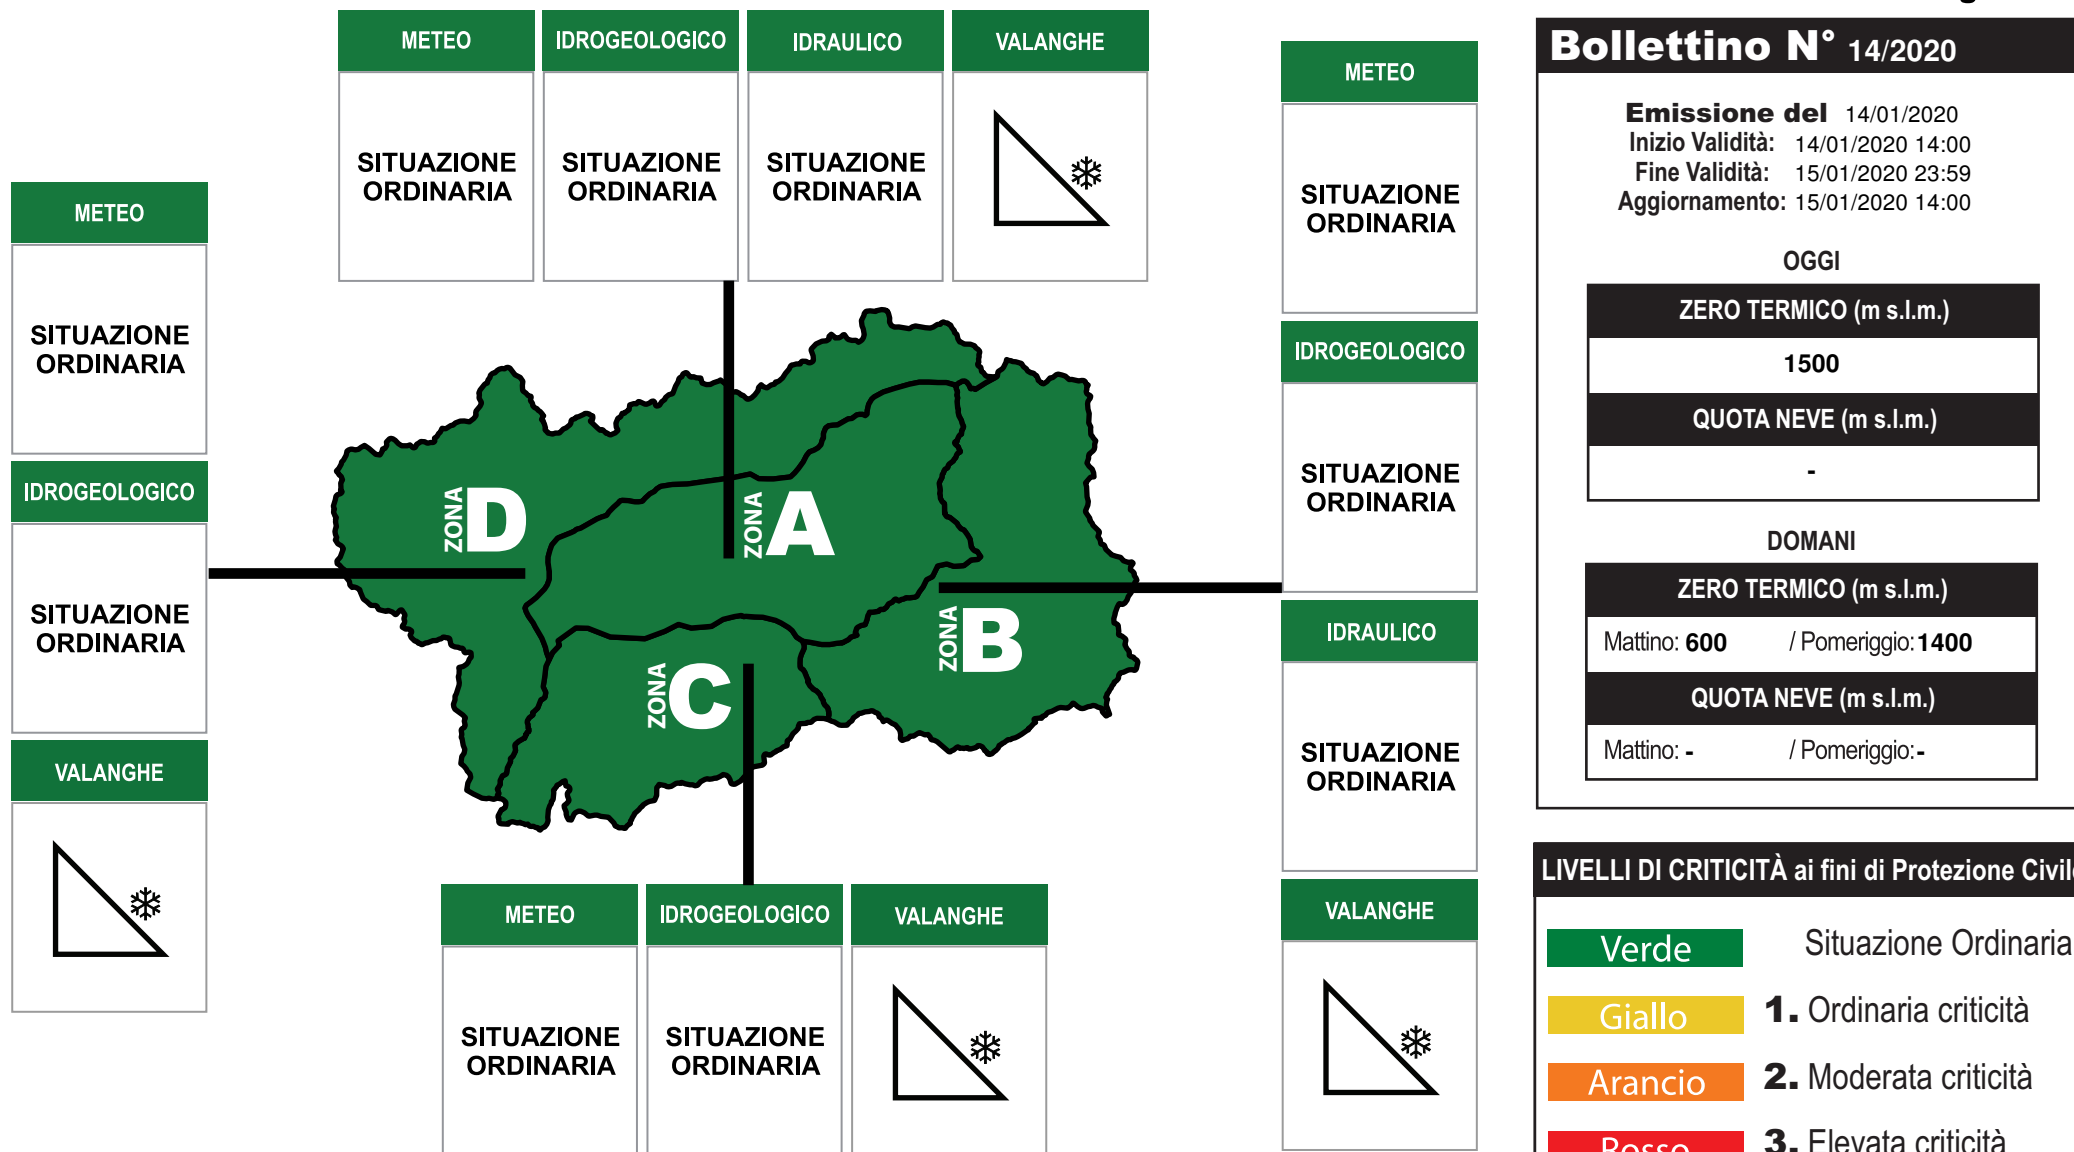 METEO IDROGEOLOGICO IDRAULICO VALANGHE
SITUAZIONE ORDINARIA
SITUAZIONE ORDINARIA
SITUAZIONE ORDINARIA
METEO
SITUAZIONE
ORDINARIA
IDROGEOLOGICO
SITUAZIONE
ORDINARIA
VALANGHE
ZONA D
ZONA A
ZONA B
ZONA C
METEO
SITUAZIONE
ORDINARIA
IDROGEOLOGICO
SITUAZIONE
ORDINARIA
IDRAULICO
SITUAZIONE
ORDINARIA
VALANGHE
METEO IDROGEOLOGICO VALANGHE
SITUAZIONE ORDINARIA
SITUAZIONE ORDINARIA
Bollettino N° 14/2020
Emissione del 14/01/2020
Inizio Validità: 14/01/2020 14:00
Fine Validità: 15/01/2020 23:59
Aggiornamento: 15/01/2020 14:00
OGGI
ZERO TERMICO (m s.l.m.)
1500
QUOTA NEVE (m s.l.m.)
-
DOMANI
ZERO TERMICO (m s.l.m.)
Mattino: 600 / Pomeriggio: 1400
QUOTA NEVE (m s.l.m.)
Mattino: - / Pomeriggio: -
LIVELLI DI CRITICITÀ ai fini di Protezione Civile
Verde Situazione Ordinaria
Giallo 1. Ordinaria criticità
Arancio 2. Moderata criticità
Rosso 3. Elevata criticità